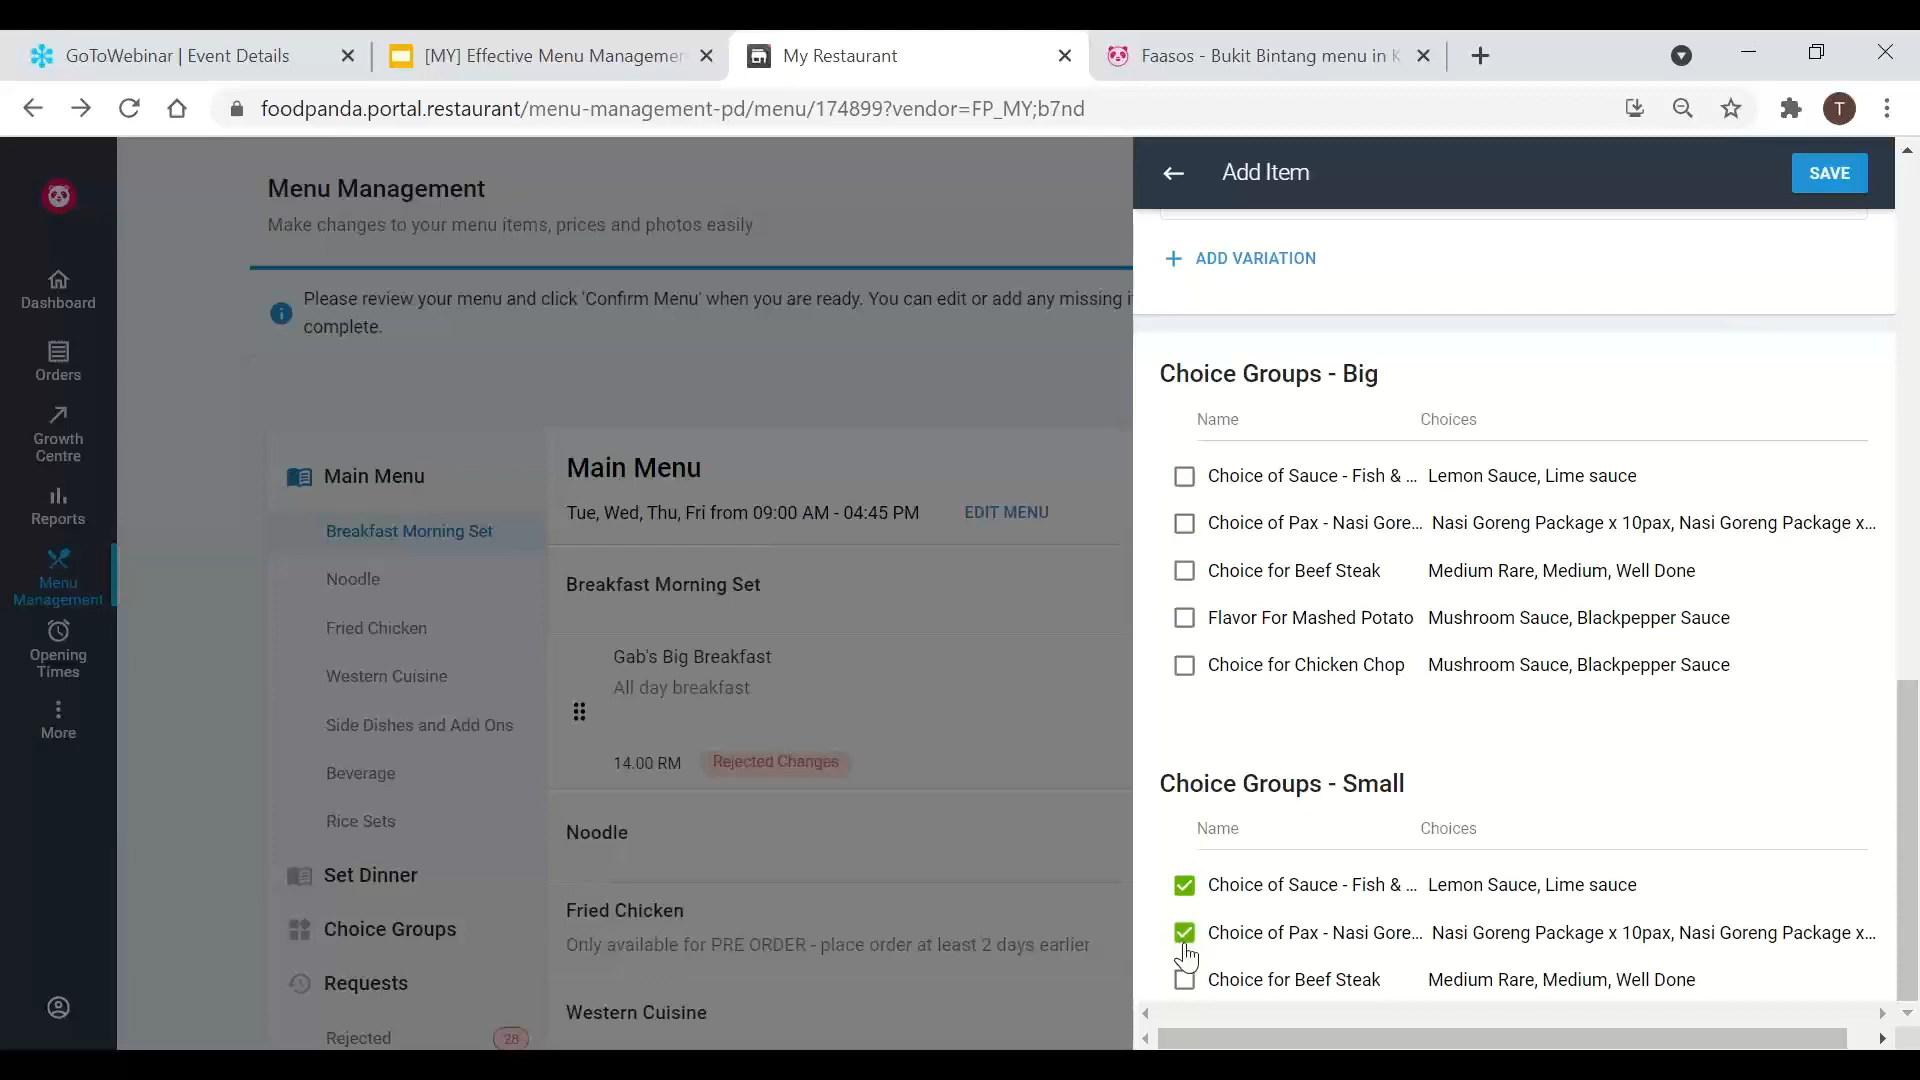 GoToWebinar | Event Details
[MY] Effective Menu Managemen
My Restaurant
Faasos - Bukit Bintang menu in K
foodpanda.portal.restaurant/menu-management-pd/menu/174899?vendor=FP_MY;b7nd
T
Dashboard
Orders
Growth
Centre
Reports
Menu
Management
Opening
Times
More
Menu Management
Make changes to your menu items, prices and photos easily
Please review your menu and click 'Confirm Menu' when you are ready. You can edit or add any missing i
complete.
Main Menu
Breakfast Morning Set
Noodle
Fried Chicken
Western Cuisine
Side Dishes and Add Ons
Beverage
Rice Sets
Set Dinner
Choice Groups
Requests
Rejected 28
Main Menu
Tue, Wed, Thu, Fri from 09:00 AM - 04:45 PM EDIT MENU
Breakfast Morning Set
Gab's Big Breakfast
All day breakfast
14.00 RM Rejected Changes
Noodle
Fried Chicken
Only available for PRE ORDER - place order at least 2 days earlier
Western Cuisine
Add Item SAVE
+ ADD VARIATION
Choice Groups - Big
Name Choices
Choice of Sauce - Fish & ... Lemon Sauce, Lime sauce
Choice of Pax - Nasi Gore... Nasi Goreng Package x 10pax, Nasi Goreng Package x...
Choice for Beef Steak Medium Rare, Medium, Well Done
Flavor For Mashed Potato Mushroom Sauce, Blackpepper Sauce
Choice for Chicken Chop Mushroom Sauce, Blackpepper Sauce
Choice Groups - Small
Name Choices
Choice of Sauce - Fish & ... Lemon Sauce, Lime sauce
Choice of Pax - Nasi Gore... Nasi Goreng Package x 10pax, Nasi Goreng Package x...
Choice for Beef Steak Medium Rare, Medium, Well Done